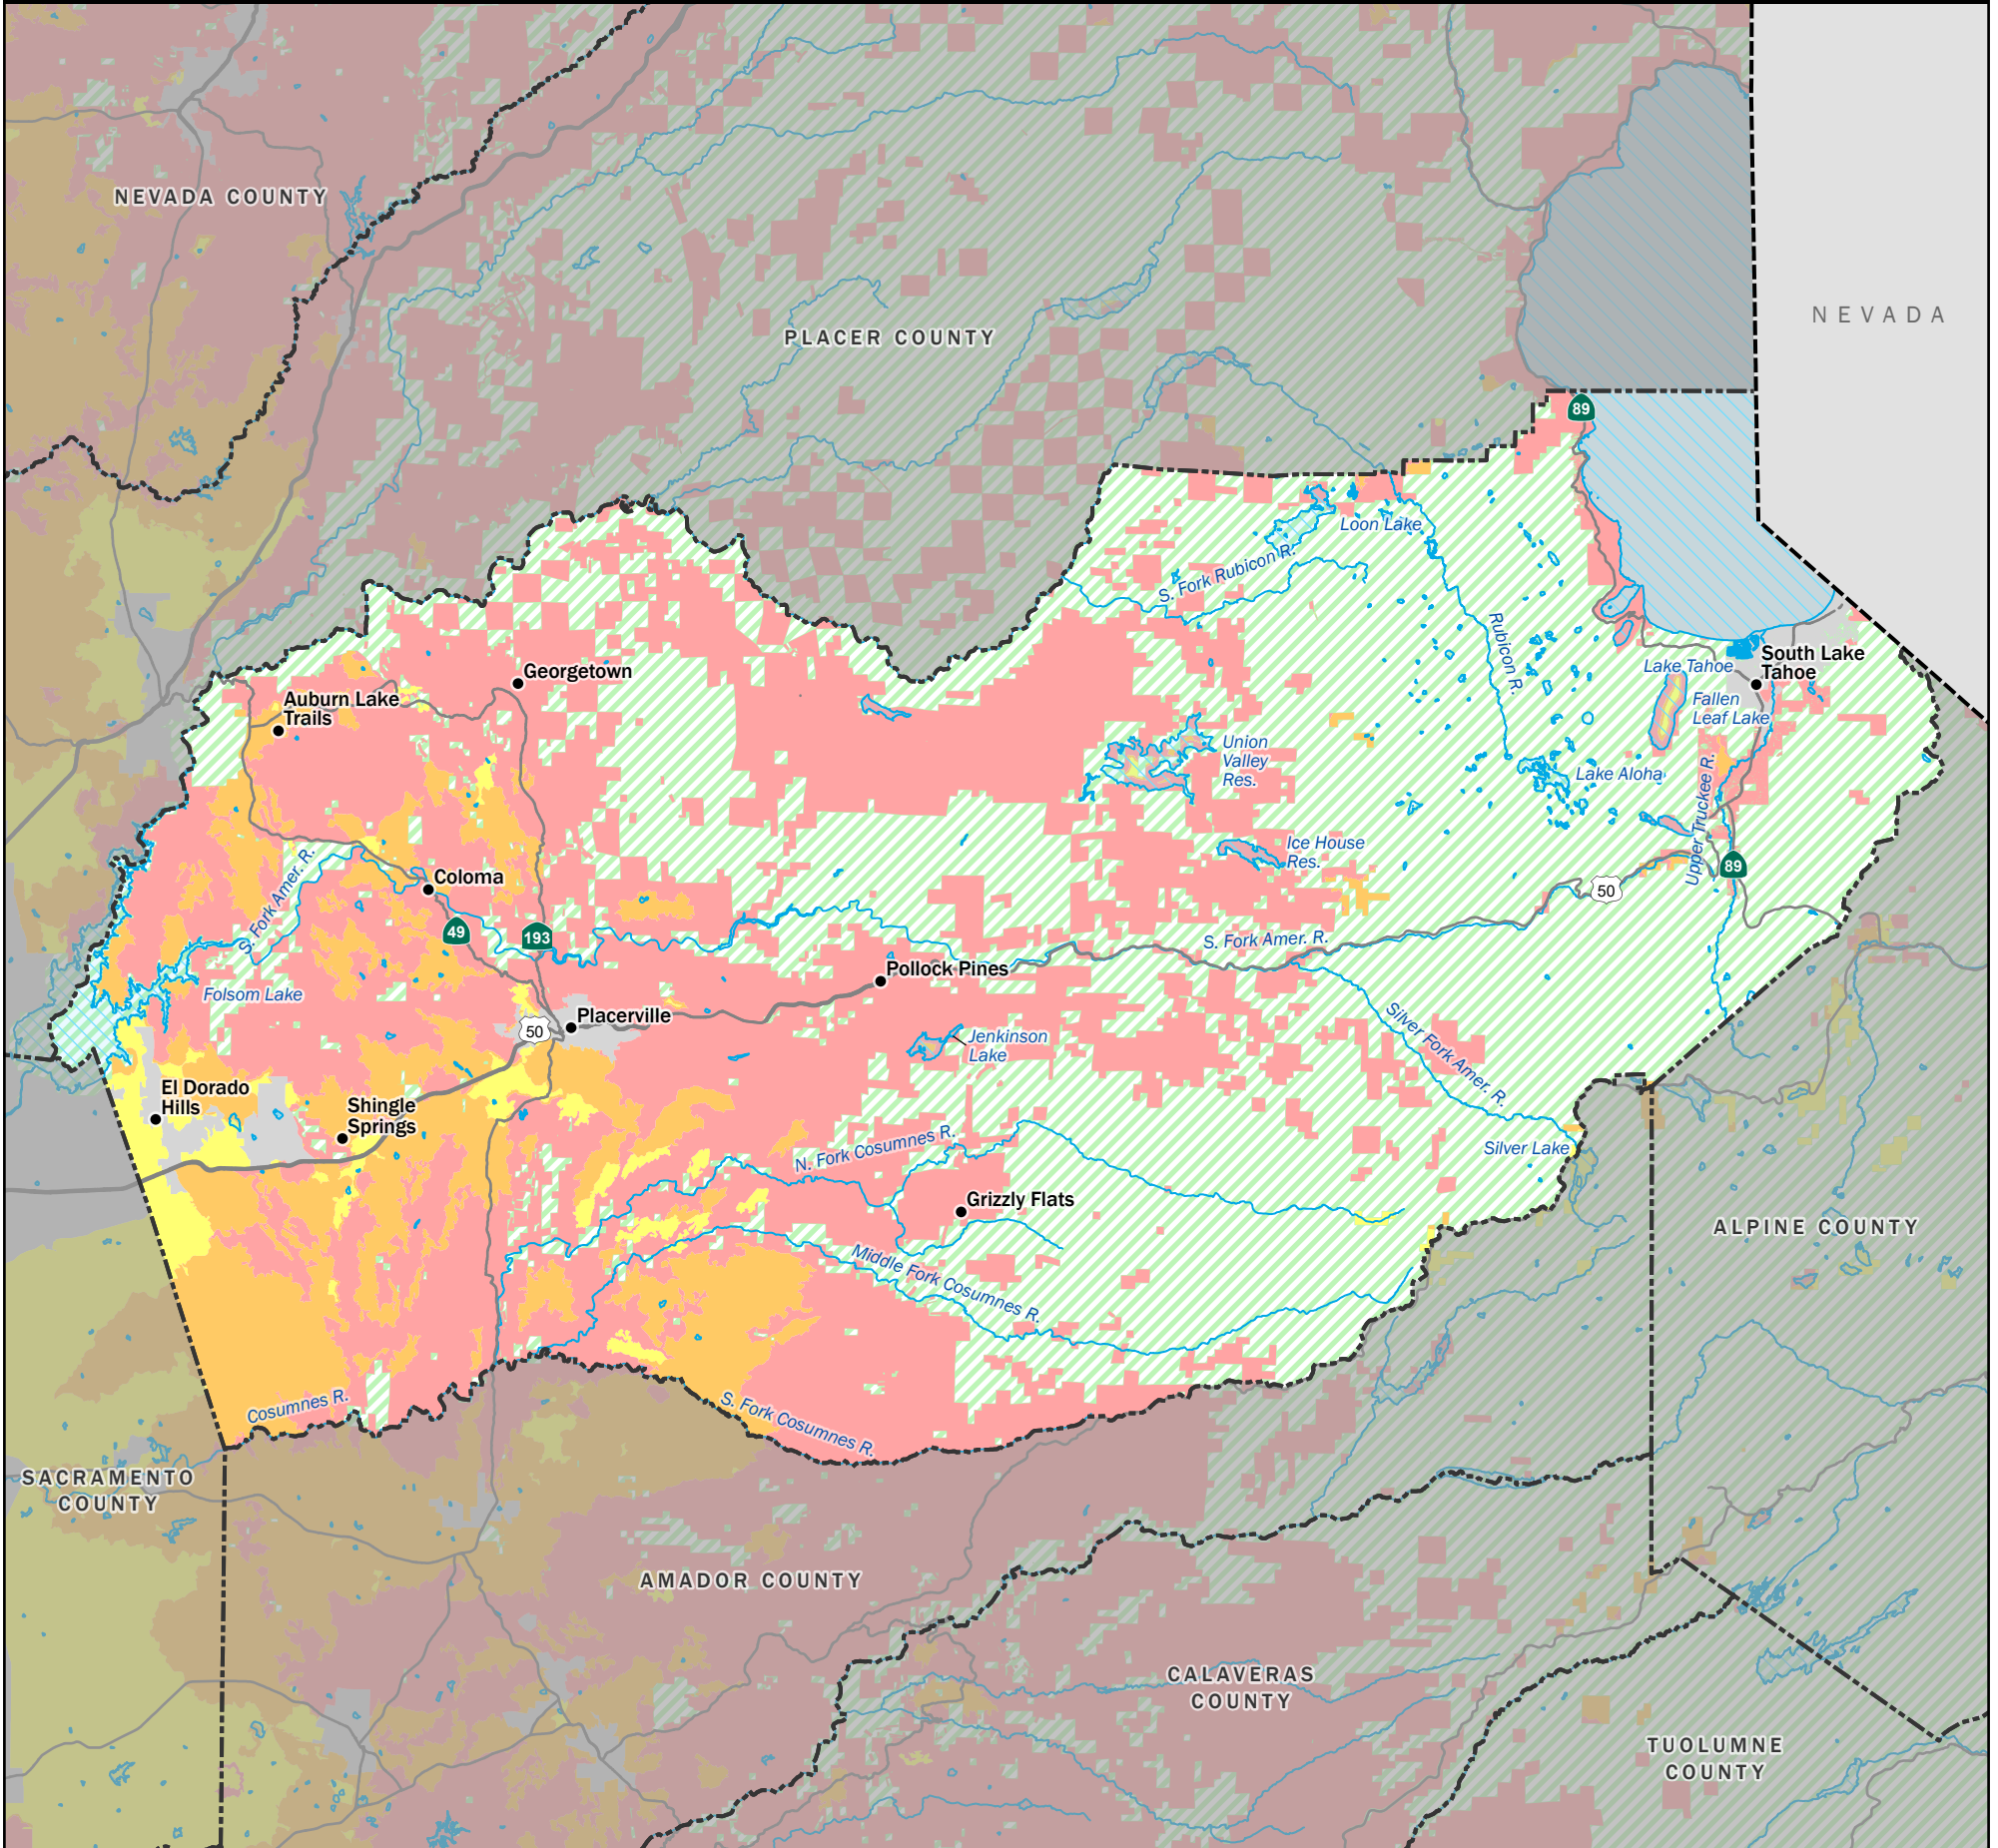 NEVADA COUNTY
PLACER COUNTY
NEVADA
89
Loon Lake
S. Fork Rubicon R.
Rubicon R.
Georgetown
Auburn Lake
Trails
South Lake
Tahoe
Lake Tahoe
Fallen
Leaf Lake
Union
Valley
Res.
Lake Aloha
Upper Truckee R.
Ice House
Res.
89
50
S. Fork Amer. R.
Coloma
49
193
S. Fork Amer. R.
Pollock Pines
Folsom Lake
Placerville
50
Jenkinson
Lake
Silver Fork Amer. R.
El Dorado
Hills
Shingle
Springs
N. Fork Cosumnes R.
Silver Lake
Grizzly Flats
ALPINE COUNTY
Middle Fork Cosumnes R.
Cosumnes R.
S. Fork Cosumnes R.
SACRAMENTO
COUNTY
AMADOR COUNTY
CALAVERAS
COUNTY
TUOLUMNE
COUNTY